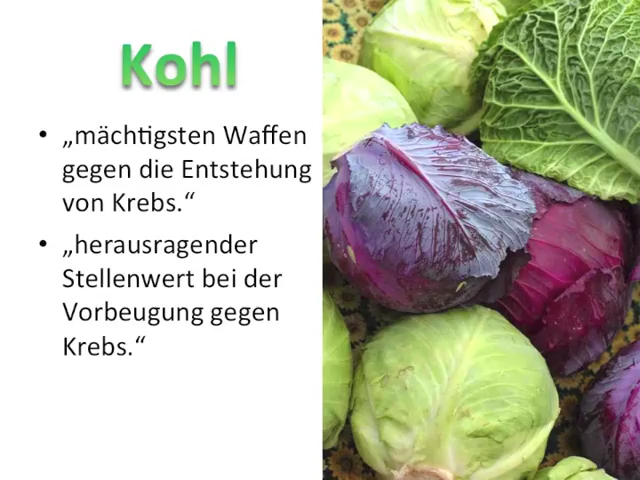 Kohl
• „mächtigsten Waffen
gegen die Entstehung
von Krebs.“
• „herausragender
Stellenwert bei der
Vorbeugung gegen
Krebs.“